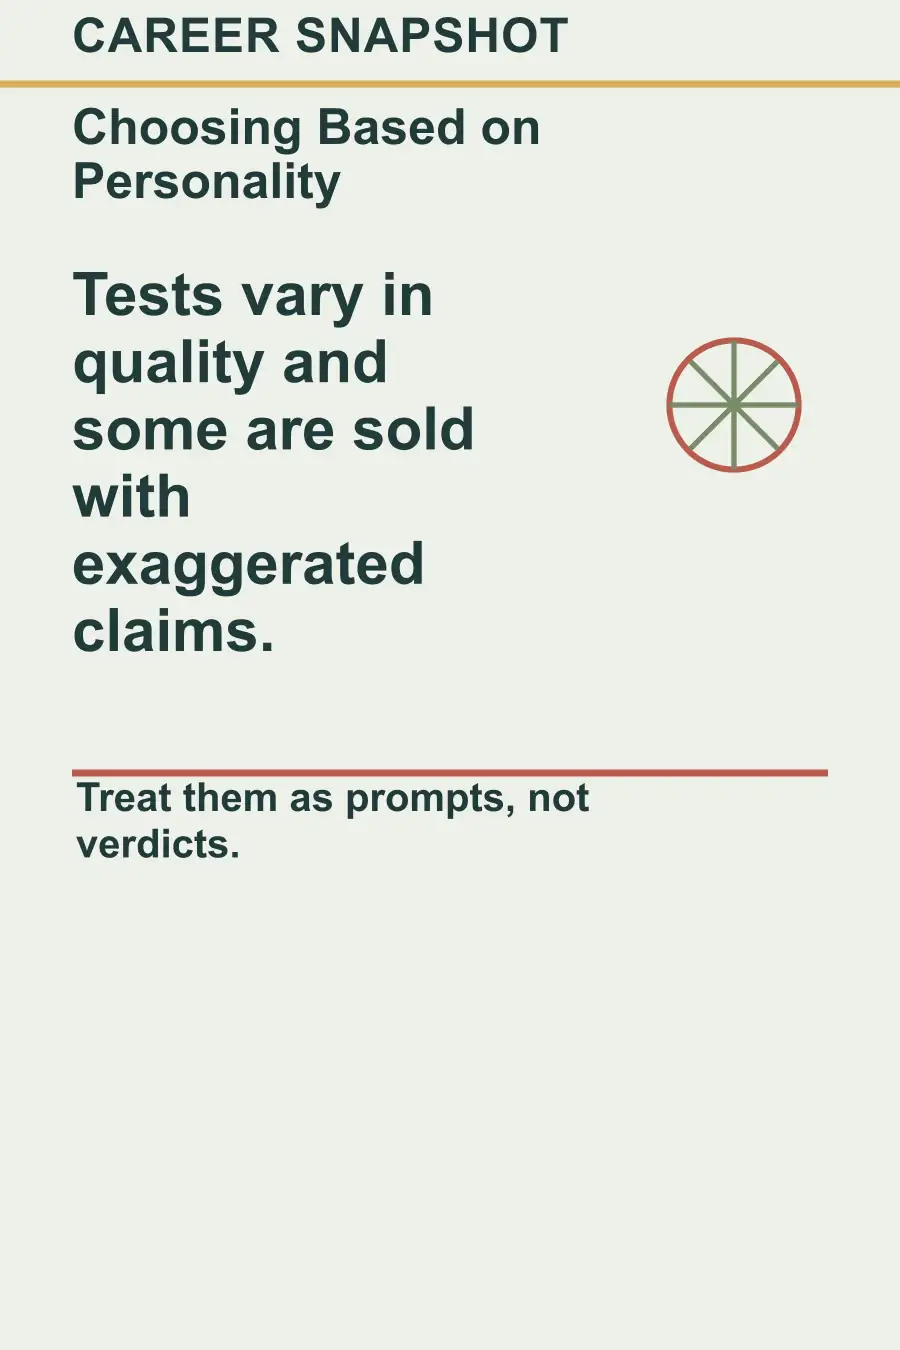 CAREER SNAPSHOT
Choosing Based on
Personality
Tests vary in
quality and
some are sold
with
exaggerated
claims.
Treat them as prompts, not
verdicts.